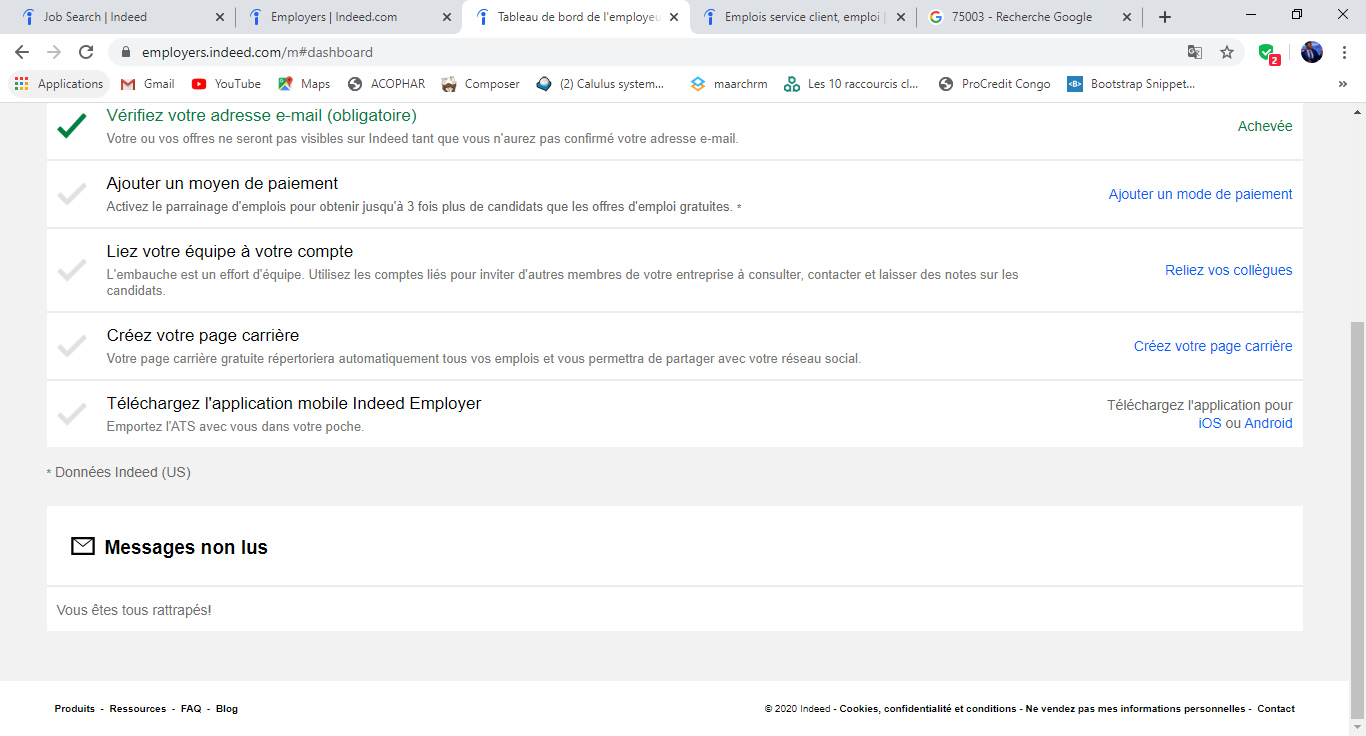 Job Search | Indeed
Employers | Indeed.com
Tableau de bord de l'employeu
Emplois service client, emploi |
75003 - Recherche Google
employers.indeed.com/m#dashboard
2
Applications
Gmail
YouTube
Maps
ACOPHAR
Composer
(2) Calulus system...
maarchrm
Les 10 raccourcis cl...
ProCredit Congo
<B>
Bootstrap Snippet...
»
Vérifiez votre adresse e-mail (obligatoire)
Votre ou vos offres ne seront pas visibles sur Indeed tant que vous n'aurez pas confirmé votre adresse e-mail.
Achevée
Ajouter un moyen de paiement
Activez le parrainage d'emplois pour obtenir jusqu'à 3 fois plus de candidats que les offres d'emploi gratuites. *
Ajouter un mode de paiement
Liez votre équipe à votre compte
L'embauche est un effort d'équipe. Utilisez les comptes liés pour inviter d'autres membres de votre entreprise à consulter, contacter et laisser des notes sur les
candidats.
Reliez vos collègues
Créez votre page carrière
Votre page carrière gratuite répertoriera automatiquement tous vos emplois et vous permettra de partager avec votre réseau social.
Créez votre page carrière
Téléchargez l'application mobile Indeed Employer
Emportez l'ATS avec vous dans votre poche.
Téléchargez l'application pour
iOS ou Android
* Données Indeed (US)
Messages non lus
Vous êtes tous rattrapés!
Produits - Ressources - FAQ - Blog
© 2020 Indeed - Cookies, confidentialité et conditions - Ne vendez pas mes informations personnelles - Contact